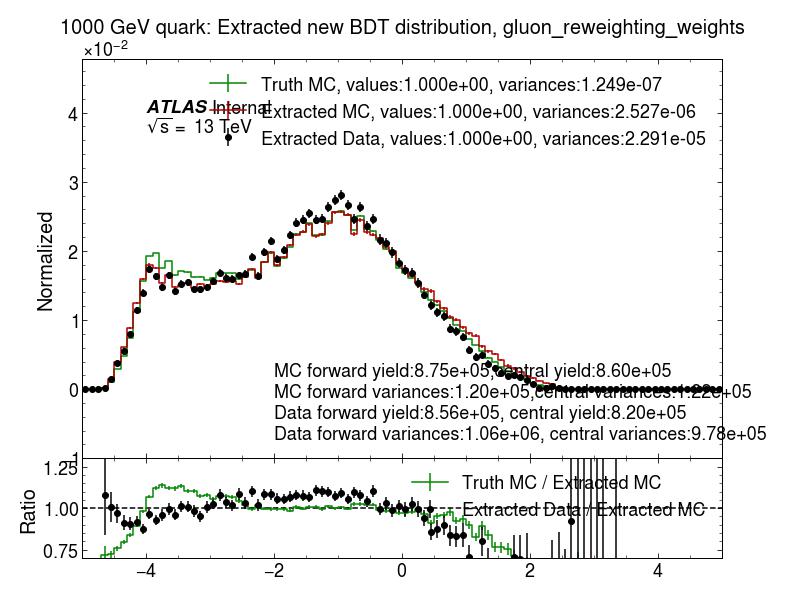 1000 GeV quark: Extracted new BDT distribution, gluon_reweighting_weights
×10⁻²
Truth MC, values:1.000e+00, variances:1.249e-07
ATLAS Internal
Extracted MC, values:1.000e+00, variances:2.527e-06
√s = 13 TeV
Extracted Data, values:1.000e+00, variances:2.291e-05
4
3
2
1
0
Normalized
MC forward yield:8.75e+05, central yield:8.60e+05
MC forward variances:1.20e+05,central variances:1.22e+05
Data forward yield:8.56e+05, central yield:8.20e+05
Data forward variances:1.06e+06, central variances:9.78e+05
1.25
1.00
0.75
Ratio
Truth MC / Extracted MC
Extracted Data / Extracted MC
−4 −2 0 2 4